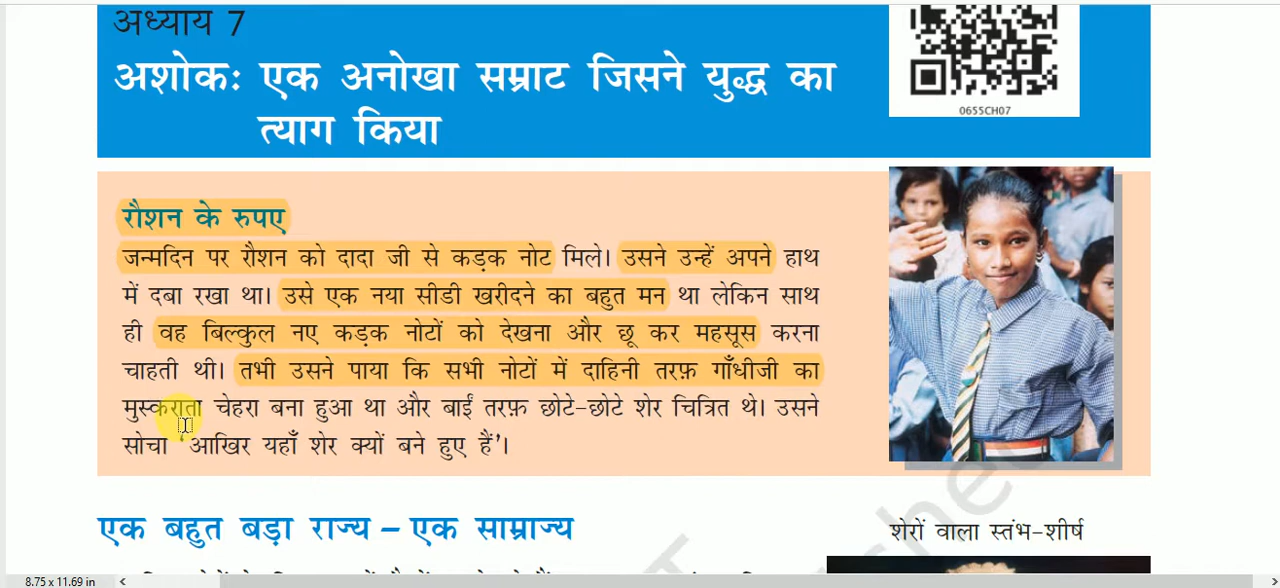 अध्याय 7
अशोकः एक अनोखा सम्राट जिसने युद्ध का
त्याग किया
0655CH07
रौशन के रुपए
जन्मदिन पर रौशन को दादा जी से कड़क नोट मिले। उसने उन्हें अपने हाथ
में दबा रखा था। उसे एक नया सीडी खरीदने का बहुत मन था लेकिन साथ
ही वह बिल्कुल नए कड़क नोटों को देखना और छू कर महसूस करना
चाहती थी। तभी उसने पाया कि सभी नोटों में दाहिनी तरफ़ गाँधीजी का
मुस्कराता चेहरा बना हुआ था और बाईं तरफ़ छोटे-छोटे शेर चित्रित थे। उसने
सोचा 'आखिर यहाँ शेर क्यों बने हुए हैं'।
एक बहुत बड़ा राज्य – एक साम्राज्य
शेरों वाला स्तंभ-शीर्ष
8.75 x 11.69 in